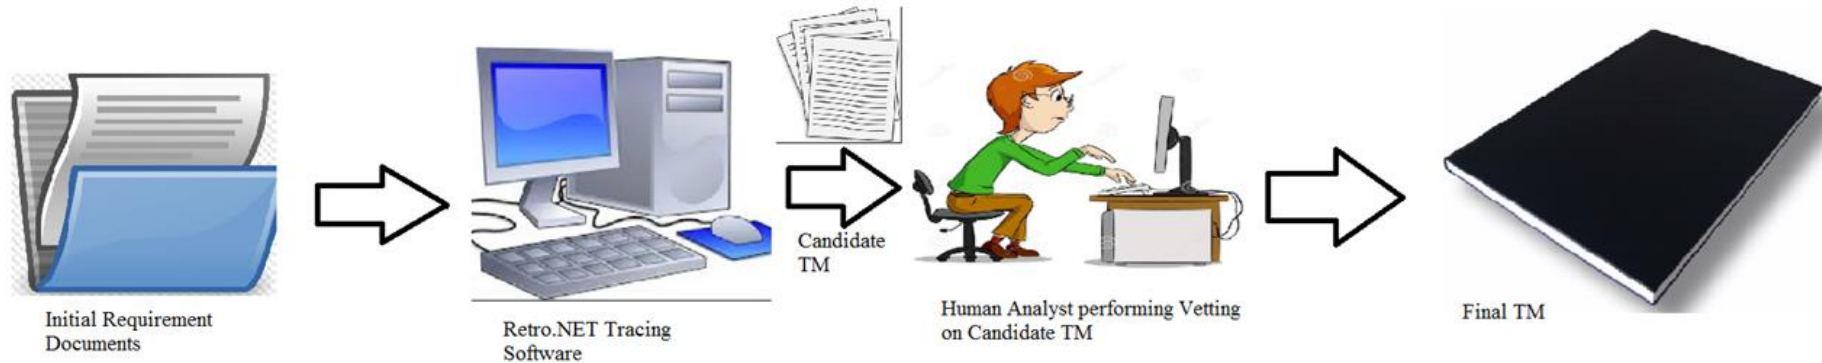 Initial Requirement
Documents
Retro.NET Tracing
Software
Candidate
TM
Human Analyst performing Vetting
on Candidate TM
Final TM